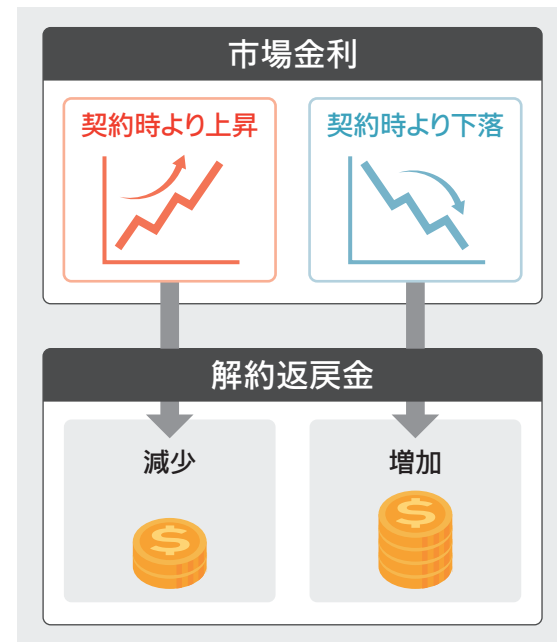 市場金利
契約時より上昇
契約時より下落
解約返戻金
減少
増加
$
$